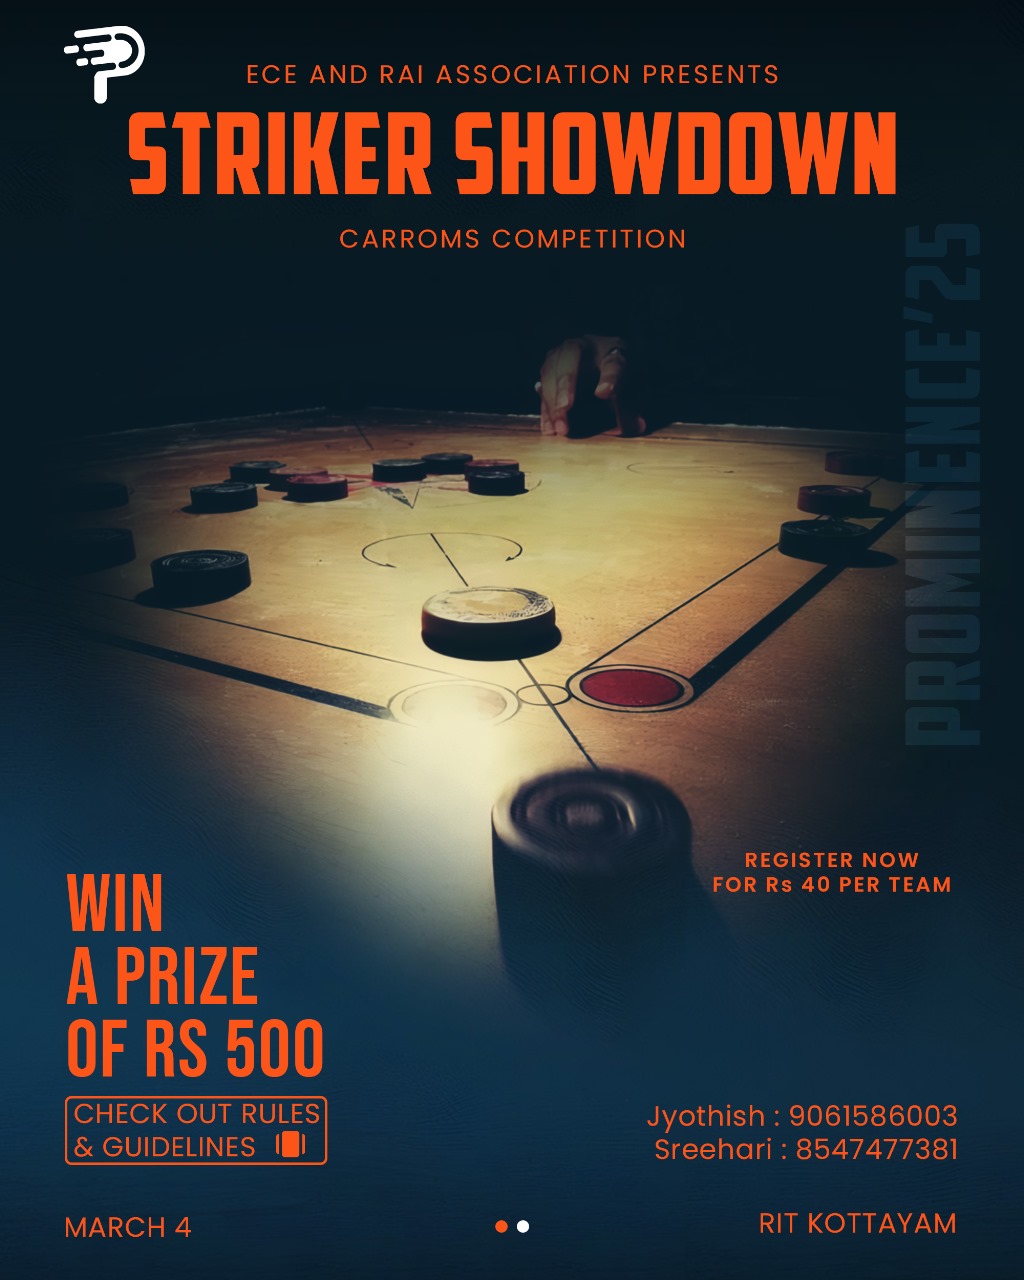 ECE AND RAI ASSOCIATION PRESENTS
STRIKER SHOWDOWN
CARROMS COMPETITION
PROMINENCE'25
REGISTER NOW
FOR Rs 40 PER TEAM
WIN
A PRIZE
OF RS 500
CHECK OUT RULES
& GUIDELINES
Jyothish : 9061586003
Sreehari : 8547477381
MARCH 4
RIT KOTTAYAM